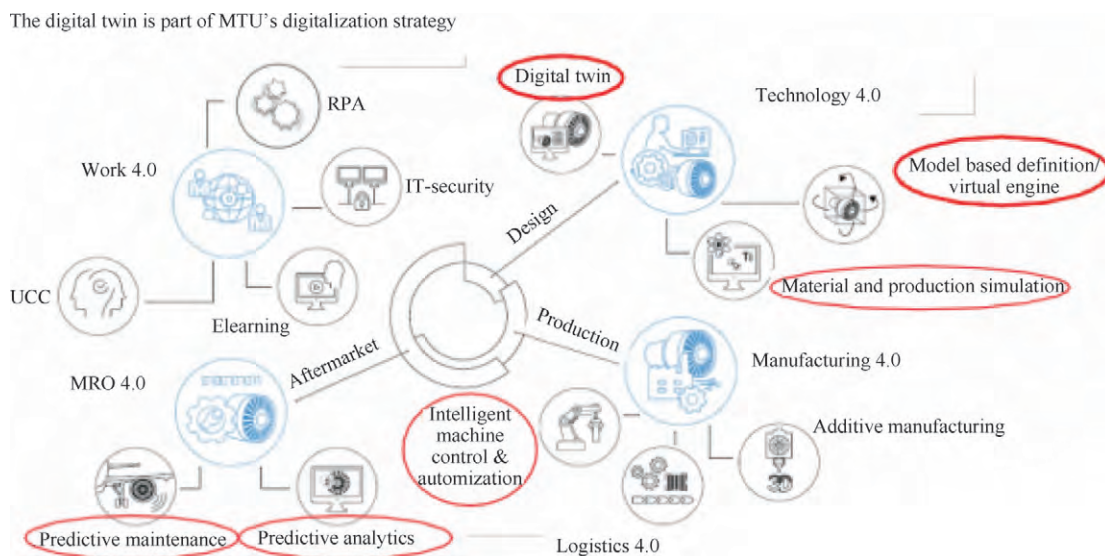 The digital twin is part of MTU's digitalization strategy
Digital twin
Technology 4.0
RPA
Work 4.0
IT-security
Model based definition/
virtual engine
Design
UCC
Elearning
Material and production simulation
Production
Aftermarket
MRO 4.0
Manufacturing 4.0
Intelligent
machine
control &
automization
Additive manufacturing
3D
Predictive maintenance
Predictive analytics
Logistics 4.0